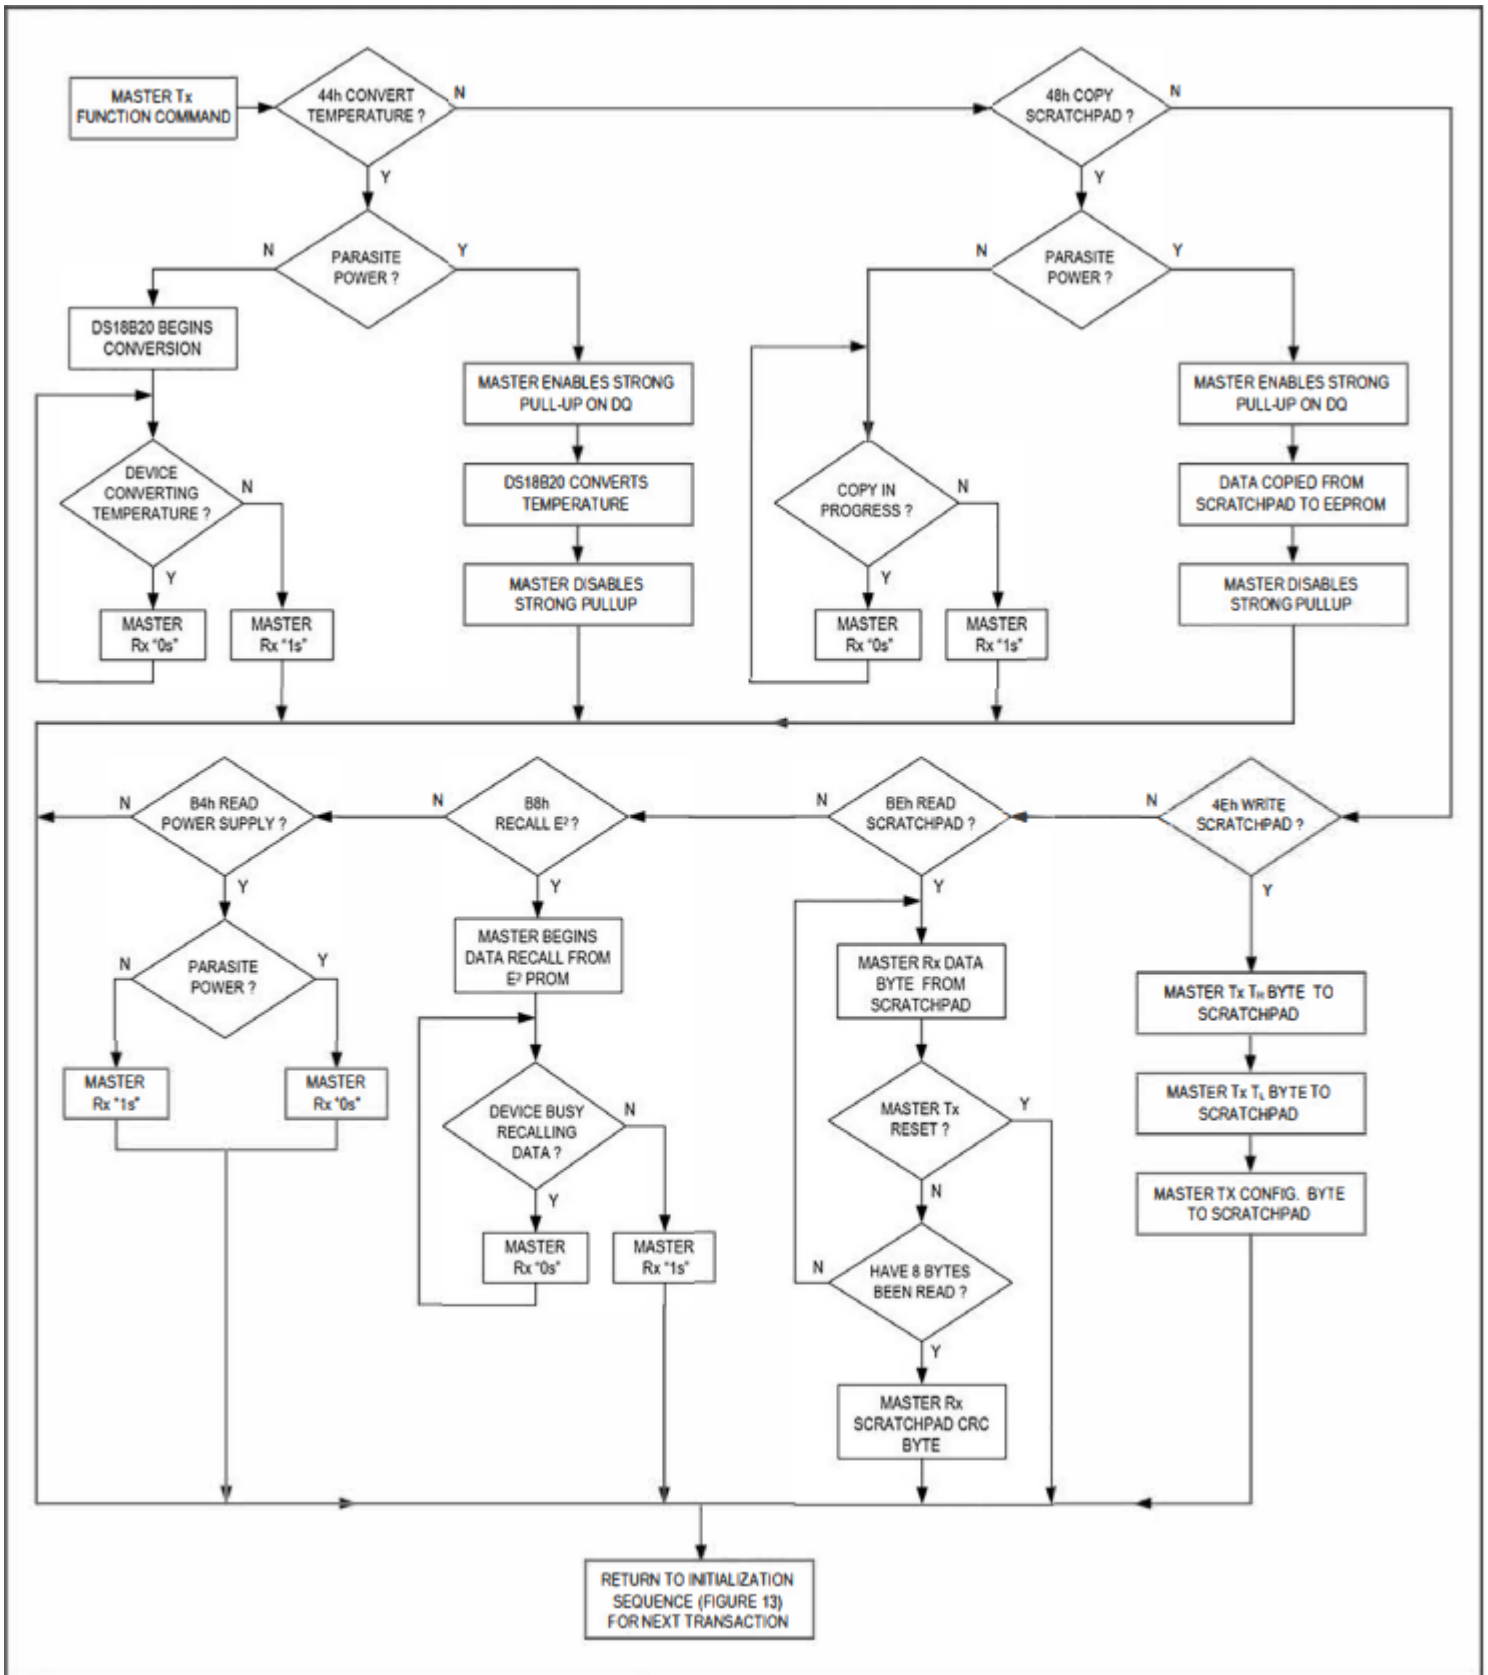 MASTER Tx
FUNCTION COMMAND
44h CONVERT
TEMPERATURE ?
N
Y
48h COPY
SCRATCHPAD ?
N
Y
PARASITE
POWER ?
N
Y
DS18B20 BEGINS
CONVERSION
DEVICE
CONVERTING
TEMPERATURE ?
N
Y
MASTER
Rx "0s"
MASTER
Rx "1s"
MASTER ENABLES STRONG
PULL-UP ON DQ
DS18B20 CONVERTS
TEMPERATURE
MASTER DISABLES
STRONG PULLUP
PARASITE
POWER ?
N
Y
COPY IN
PROGRESS ?
N
Y
MASTER
Rx "0s"
MASTER
Rx "1s"
MASTER ENABLES STRONG
PULL-UP ON DQ
DATA COPIED FROM
SCRATCHPAD TO EEPROM
MASTER DISABLES
STRONG PULLUP
B4h READ
POWER SUPPLY ?
N
Y
PARASITE
POWER ?
N
Y
MASTER
Rx "1s"
MASTER
Rx "0s"
B8h
RECALL E² ?
N
Y
MASTER BEGINS
DATA RECALL FROM
E² PROM
DEVICE BUSY
RECALLING
DATA ?
N
Y
MASTER
Rx "0s"
MASTER
Rx "1s"
BEh READ
SCRATCHPAD ?
N
Y
MASTER Rx DATA
BYTE FROM
SCRATCHPAD
MASTER Tx
RESET ?
Y
N
HAVE 8 BYTES
BEEN READ ?
N
Y
MASTER Rx
SCRATCHPAD CRC
BYTE
4Eh WRITE
SCRATCHPAD ?
N
Y
MASTER Tx TH BYTE TO
SCRATCHPAD
MASTER Tx TL BYTE TO
SCRATCHPAD
MASTER TX CONFIG. BYTE
TO SCRATCHPAD
RETURN TO INITIALIZATION
SEQUENCE (FIGURE 13)
FOR NEXT TRANSACTION